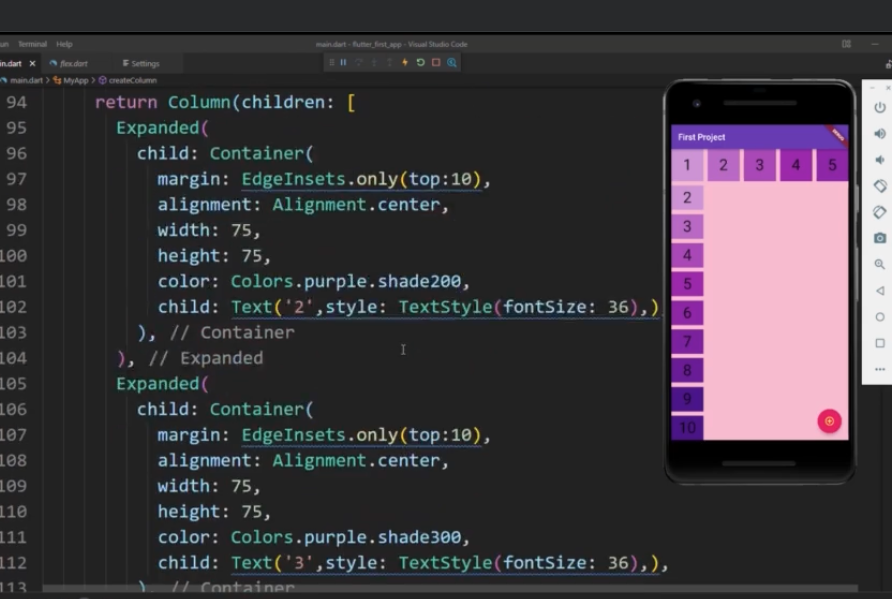 un Terminal Help
main.dart - flutter_first_app - Visual Studio Code
in.dart flex.dart Settings
main.dart > MyApp > createColumn
94 return Column(children: [
95 Expanded(
96 child: Container(
97 margin: EdgeInsets.only(top:10),
98 alignment: Alignment.center,
99 width: 75,
100 height: 75,
101 color: Colors.purple.shade200,
102 child: Text('2',style: TextStyle(fontSize: 36),)
103 ), // Container
104 ), // Expanded
105 Expanded(
106 child: Container(
107 margin: EdgeInsets.only(top:10),
108 alignment: Alignment.center,
109 width: 75,
110 height: 75,
111 color: Colors.purple.shade300,
112 child: Text('3',style: TextStyle(fontSize: 36),),
113 ), // Container
First Project
DEBUG
1 2 3 4 5
2
3
4
5
6
7
8
9
10